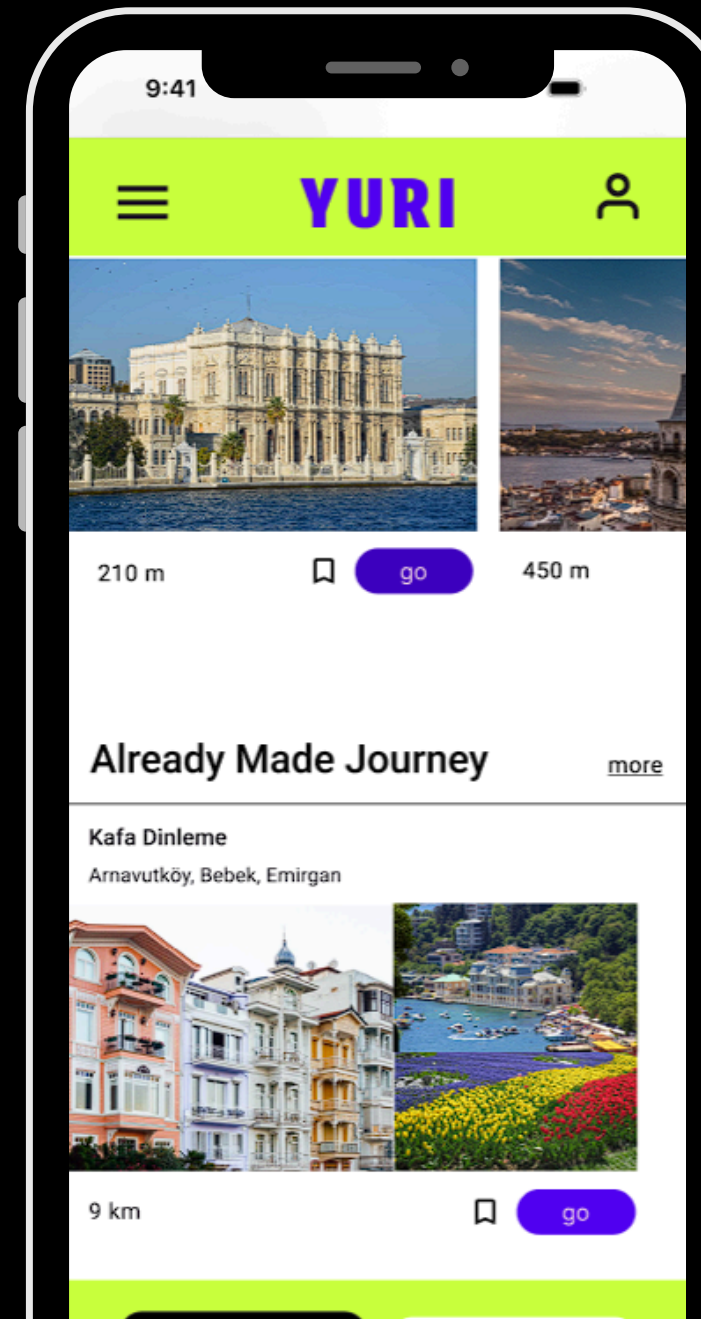 9:41
YURI
210 m
go
450 m
Already Made Journey
more
Kafa Dinleme
Arnavutköy, Bebek, Emirgan
9 km
go